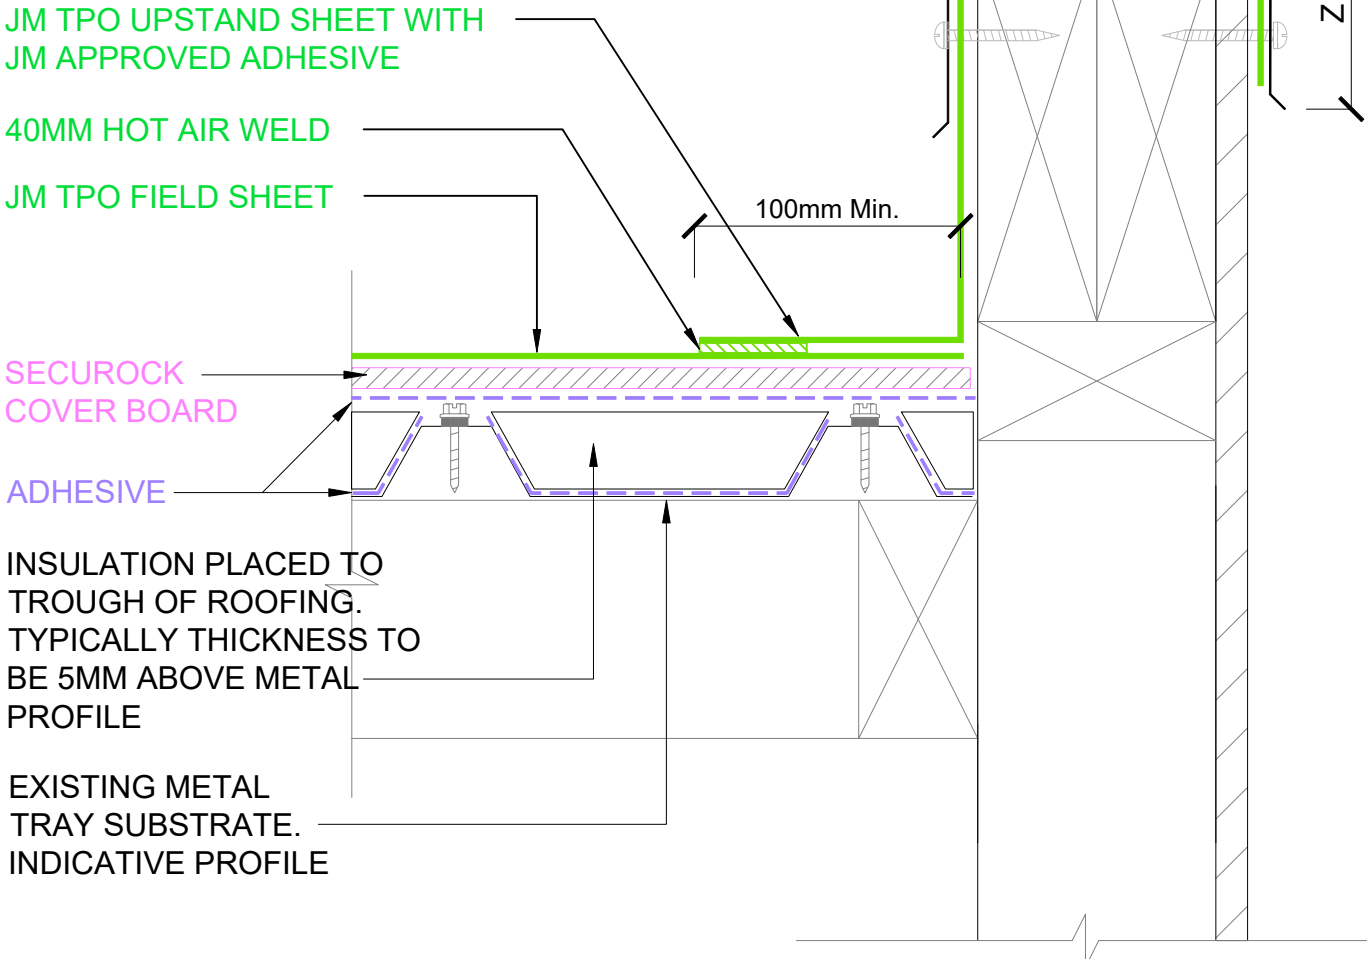 JM TPO UPSTAND SHEET WITH
JM APPROVED ADHESIVE
Z
40MM HOT AIR WELD
JM TPO FIELD SHEET
100mm Min.
SECUROCK
COVER BOARD
ADHESIVE
INSULATION PLACED TO
TROUGH OF ROOFING.
TYPICALLY THICKNESS TO
BE 5MM ABOVE METAL
PROFILE
EXISTING METAL
TRAY SUBSTRATE.
INDICATIVE PROFILE